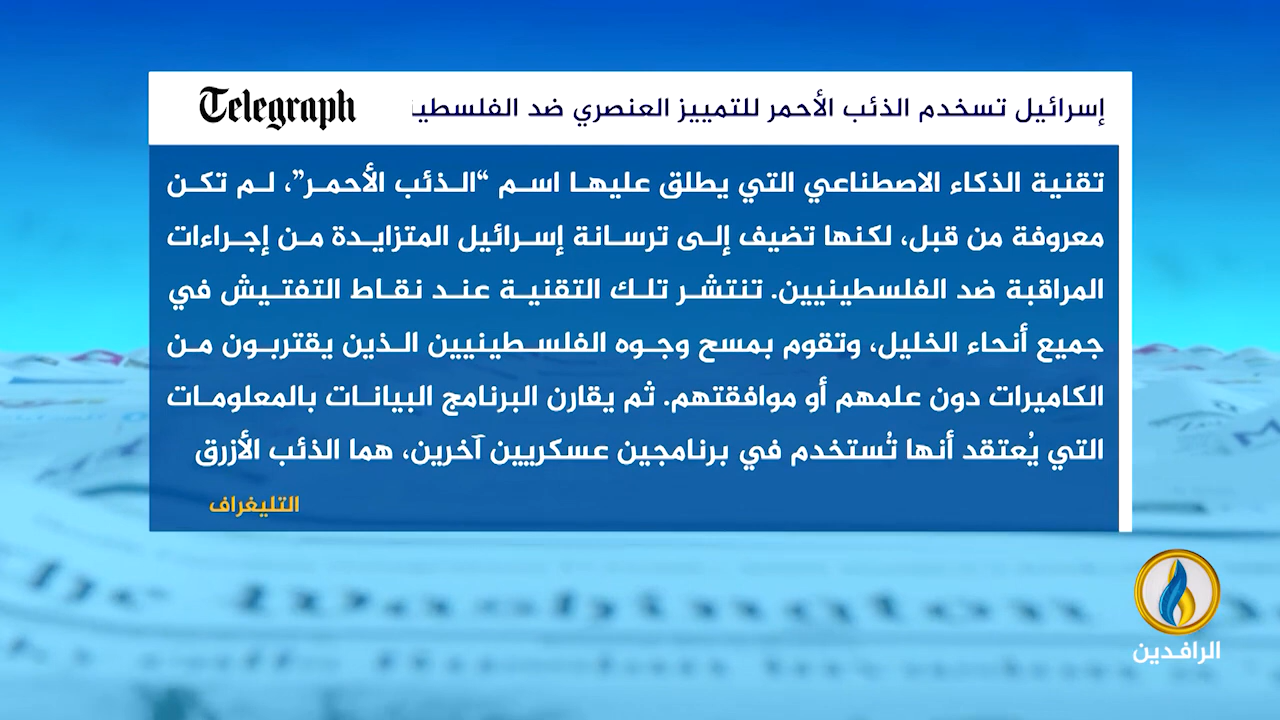 إسرائيل تسخدم الذئب الأحمر للتمييز العنصري ضد الفلسطيـ
Telegraph
تقنية الذكاء الاصطناعي التي يطلق عليها اسم “الذئب الأحمر”، لم تكن
معروفة من قبل، لكنها تضيف إلى ترسانة إسرائيل المتزايدة من إجراءات
المراقبة ضد الفلسطينيين. تنتشر تلك التقنية عند نقاط التفتيش في
جميع أنحاء الخليل، وتقوم بمسح وجوه الفلسطينيين الذين يقتربون من
الكاميرات دون علمهم أو موافقتهم. ثم يقارن البرنامج البيانات بالمعلومات
التي يُعتقد أنها تُستخدم في برنامجين عسكريين آخرين، هما الذئب الأزرق
التليغراف
الرافدين